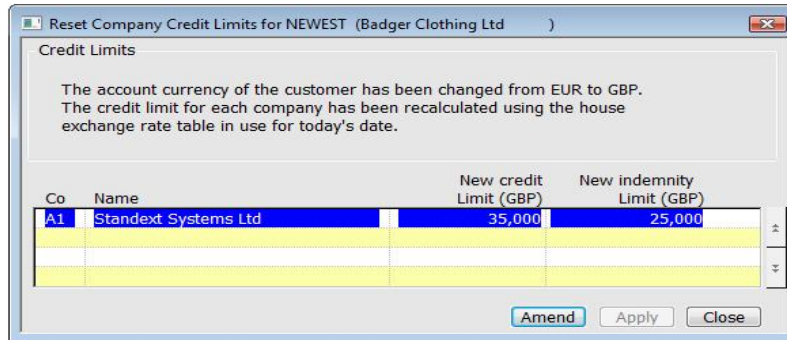 Reset Company Credit Limits for NEWEST (Badger Clothing Ltd )
Credit Limits
The account currency of the customer has been changed from EUR to GBP.
The credit limit for each company has been recalculated using the house
exchange rate table in use for today's date.
New credit New indemnity
Co Name Limit (GBP) Limit (GBP)
A1 Standext Systems Ltd 35,000 25,000
Amend Apply Close